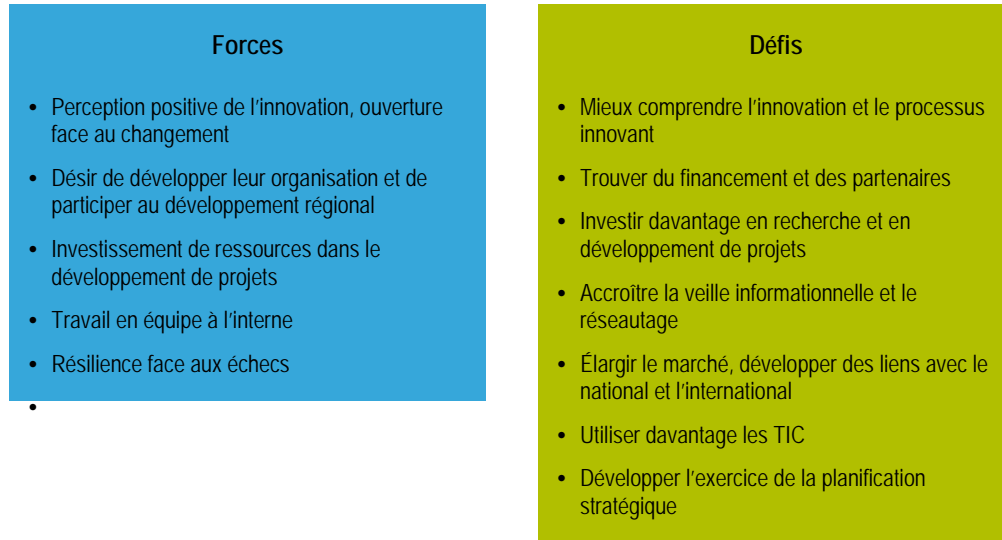 Forces
• Perception positive de l'innovation, ouverture
face au changement
• Désir de développer leur organisation et de
participer au développement régional
• Investissement de ressources dans le
développement de projets
• Travail en équipe à l'interne
• Résilience face aux échecs
•
Défis
• Mieux comprendre l'innovation et le processus
innovant
• Trouver du financement et des partenaires
• Investir davantage en recherche et en
développement de projets
• Accroître la veille informationnelle et le
réseautage
• Élargir le marché, développer des liens avec le
national et l'international
• Utiliser davantage les TIC
• Développer l'exercice de la planification
stratégique